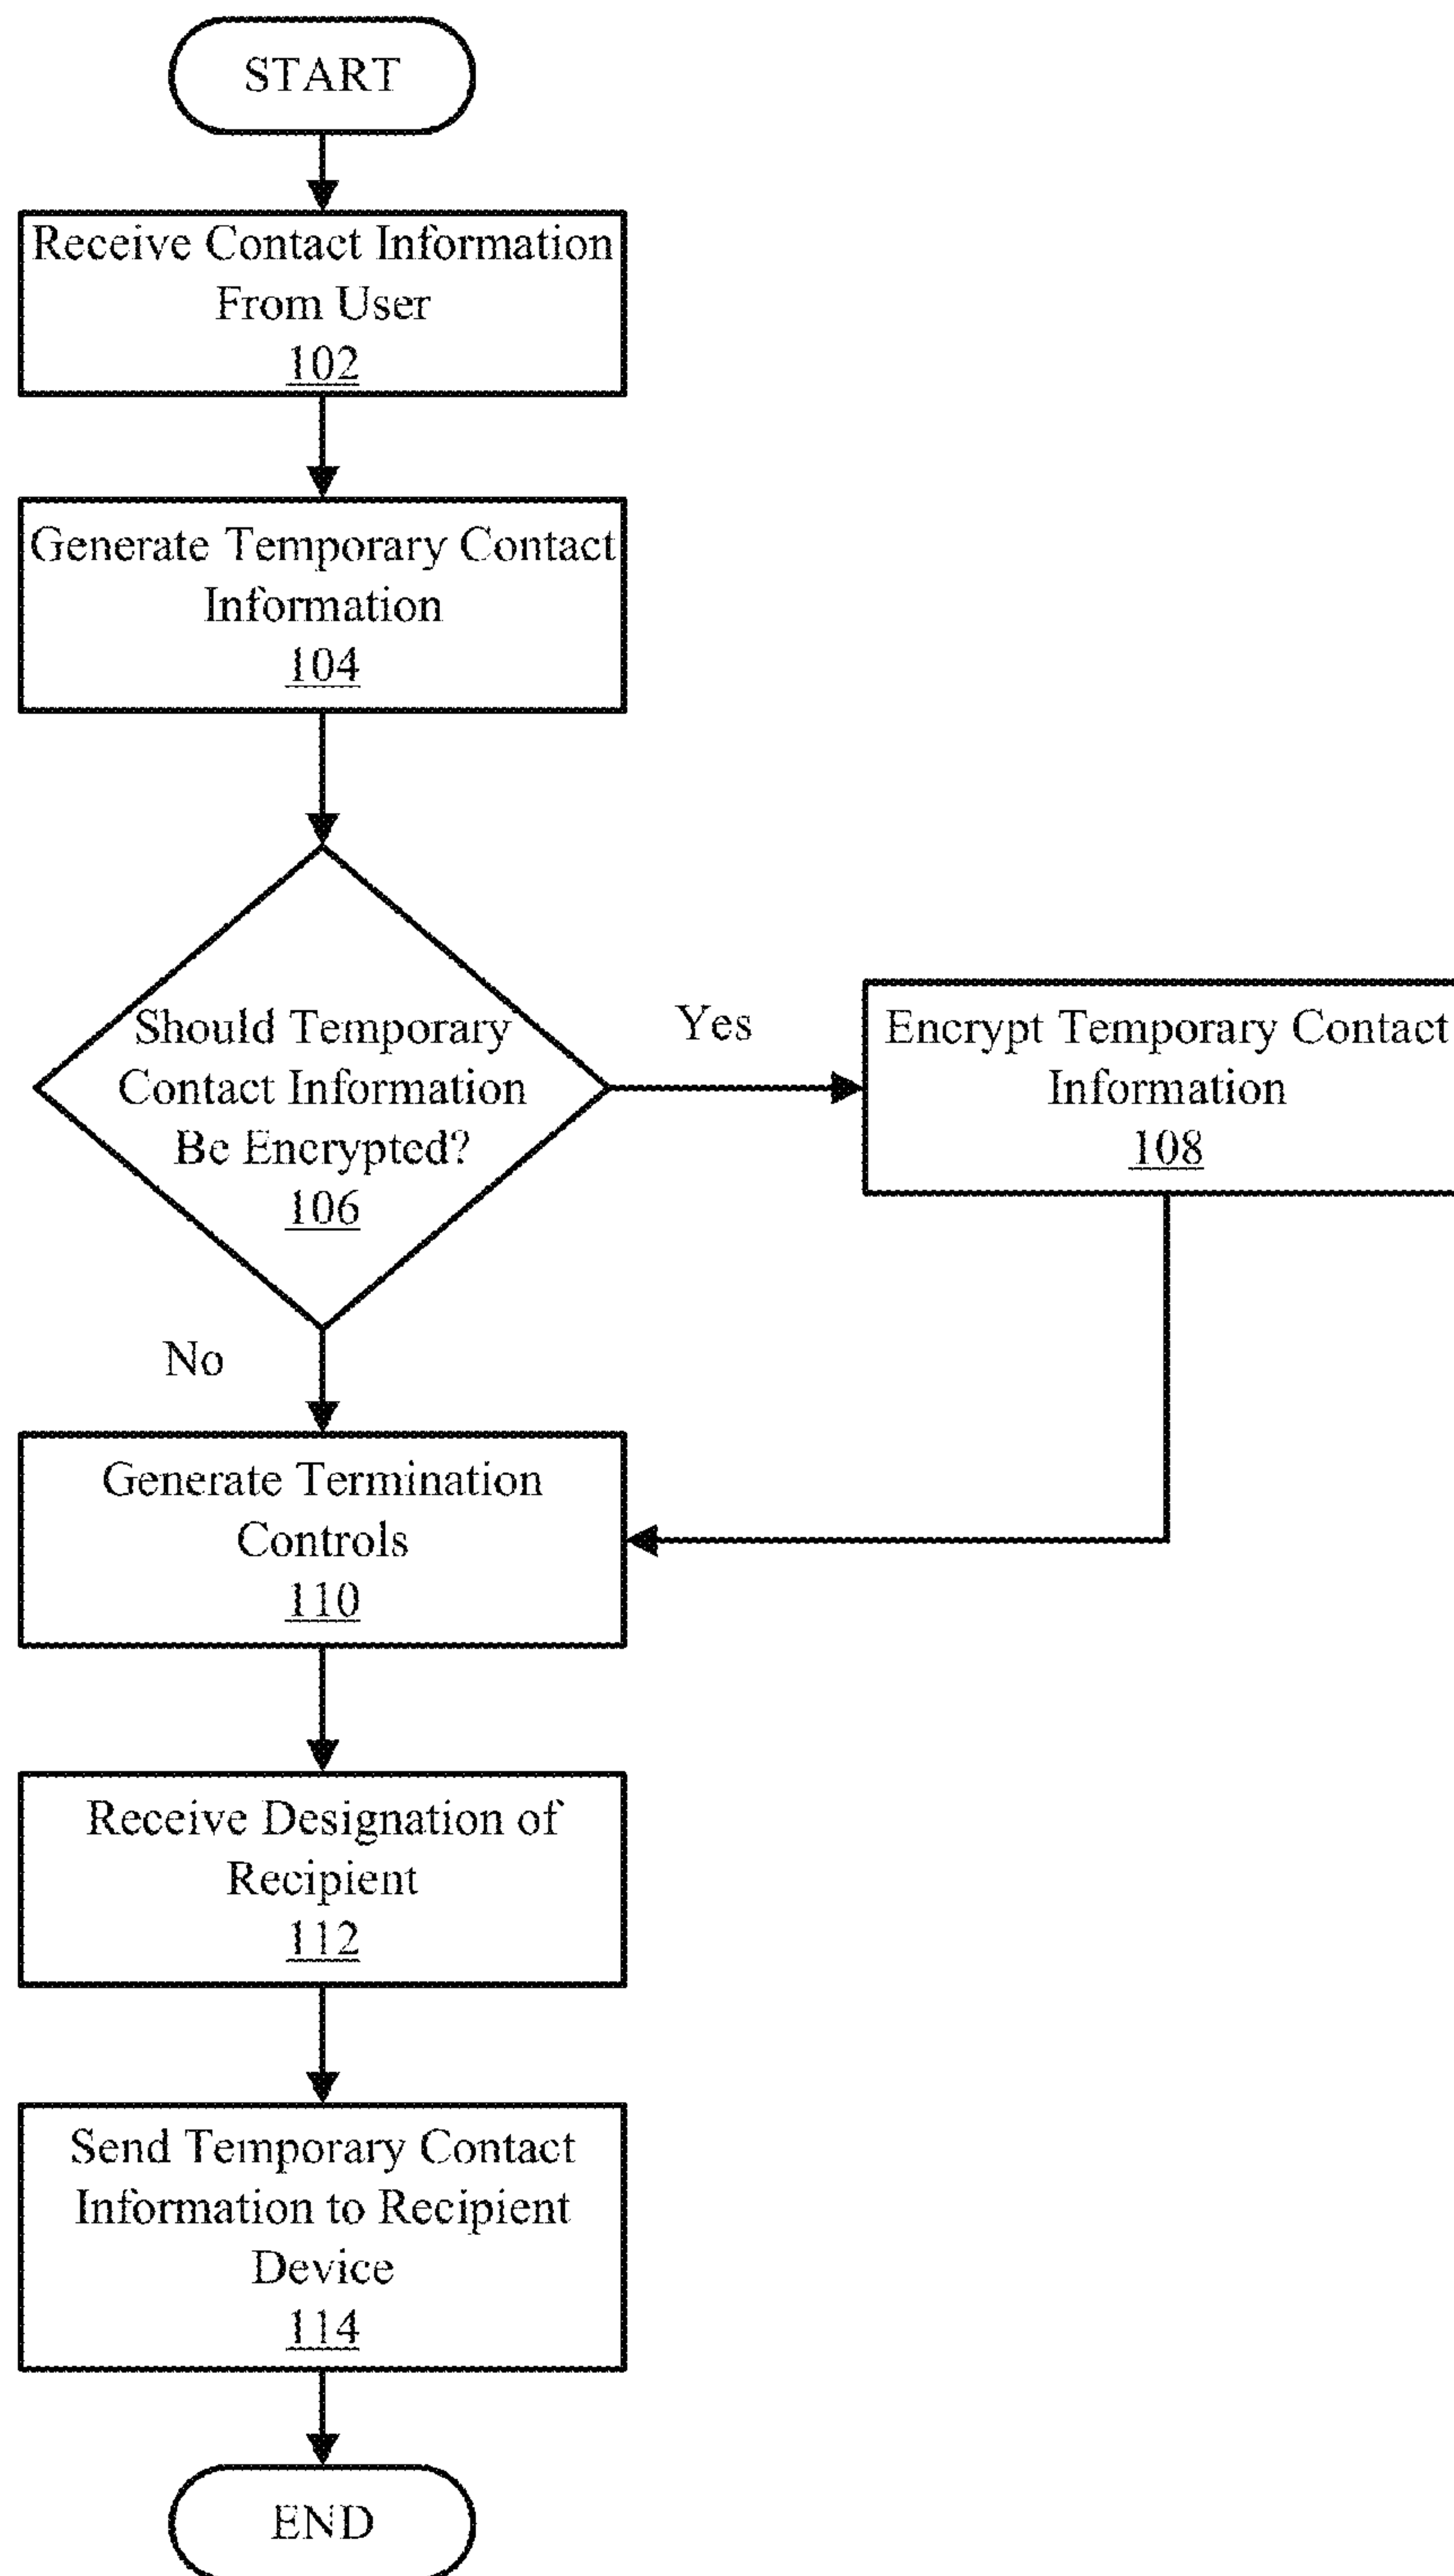 START
Receive Contact Information
From User
102
Generate Temporary Contact
Information
104
Should Temporary
Contact Information
Be Encrypted?
106
Yes
Encrypt Temporary Contact
Information
108
No
Generate Termination
Controls
110
Receive Designation of
Recipient
112
Send Temporary Contact
Information to Recipient
Device
114
END